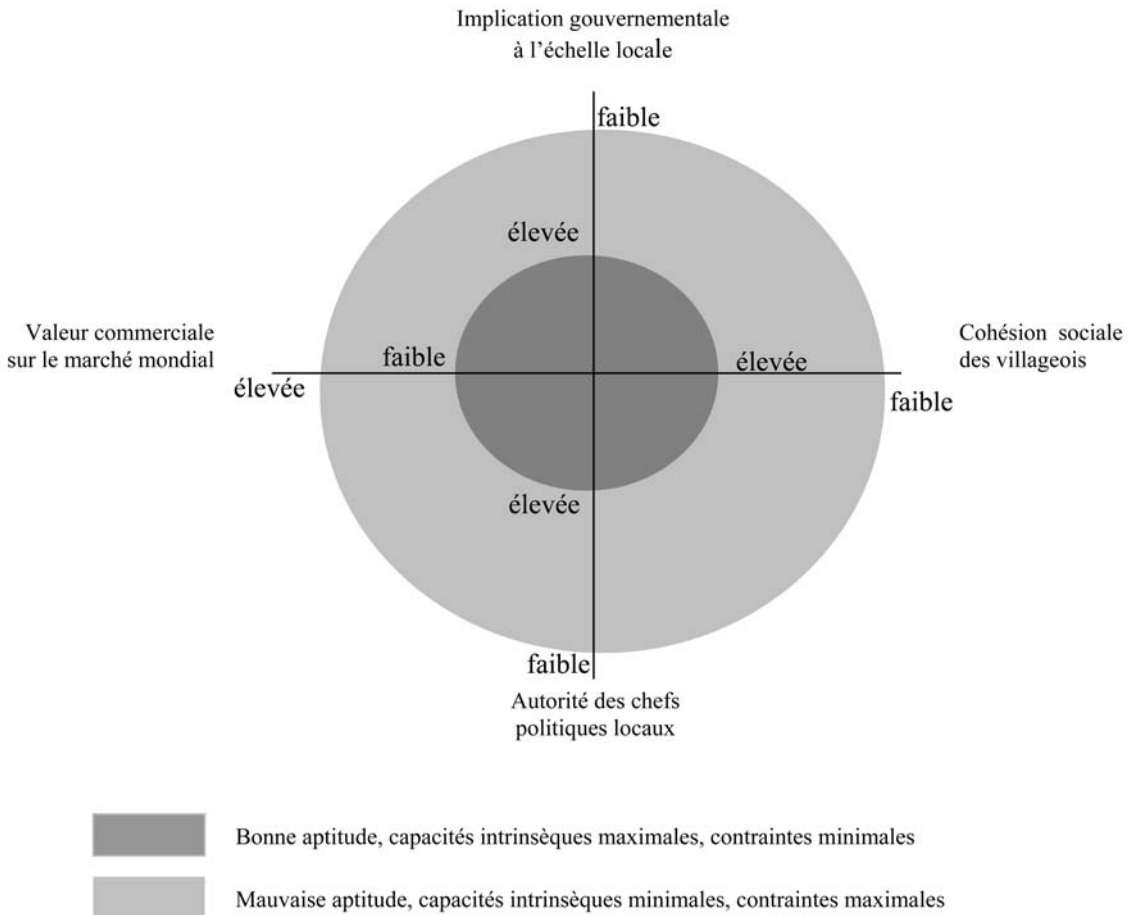 Implication gouvernementale
à l’échelle locale
faible
élevée
Valeur commerciale
sur le marché mondial
Cohésion sociale
des villageois
faible
élevée
élevée
faible
élevée
faible
Autorité des chefs
politiques locaux
Bonne aptitude, capacités intrinsèques maximales, contraintes minimales
Mauvaise aptitude, capacités intrinsèques minimales, contraintes maximales